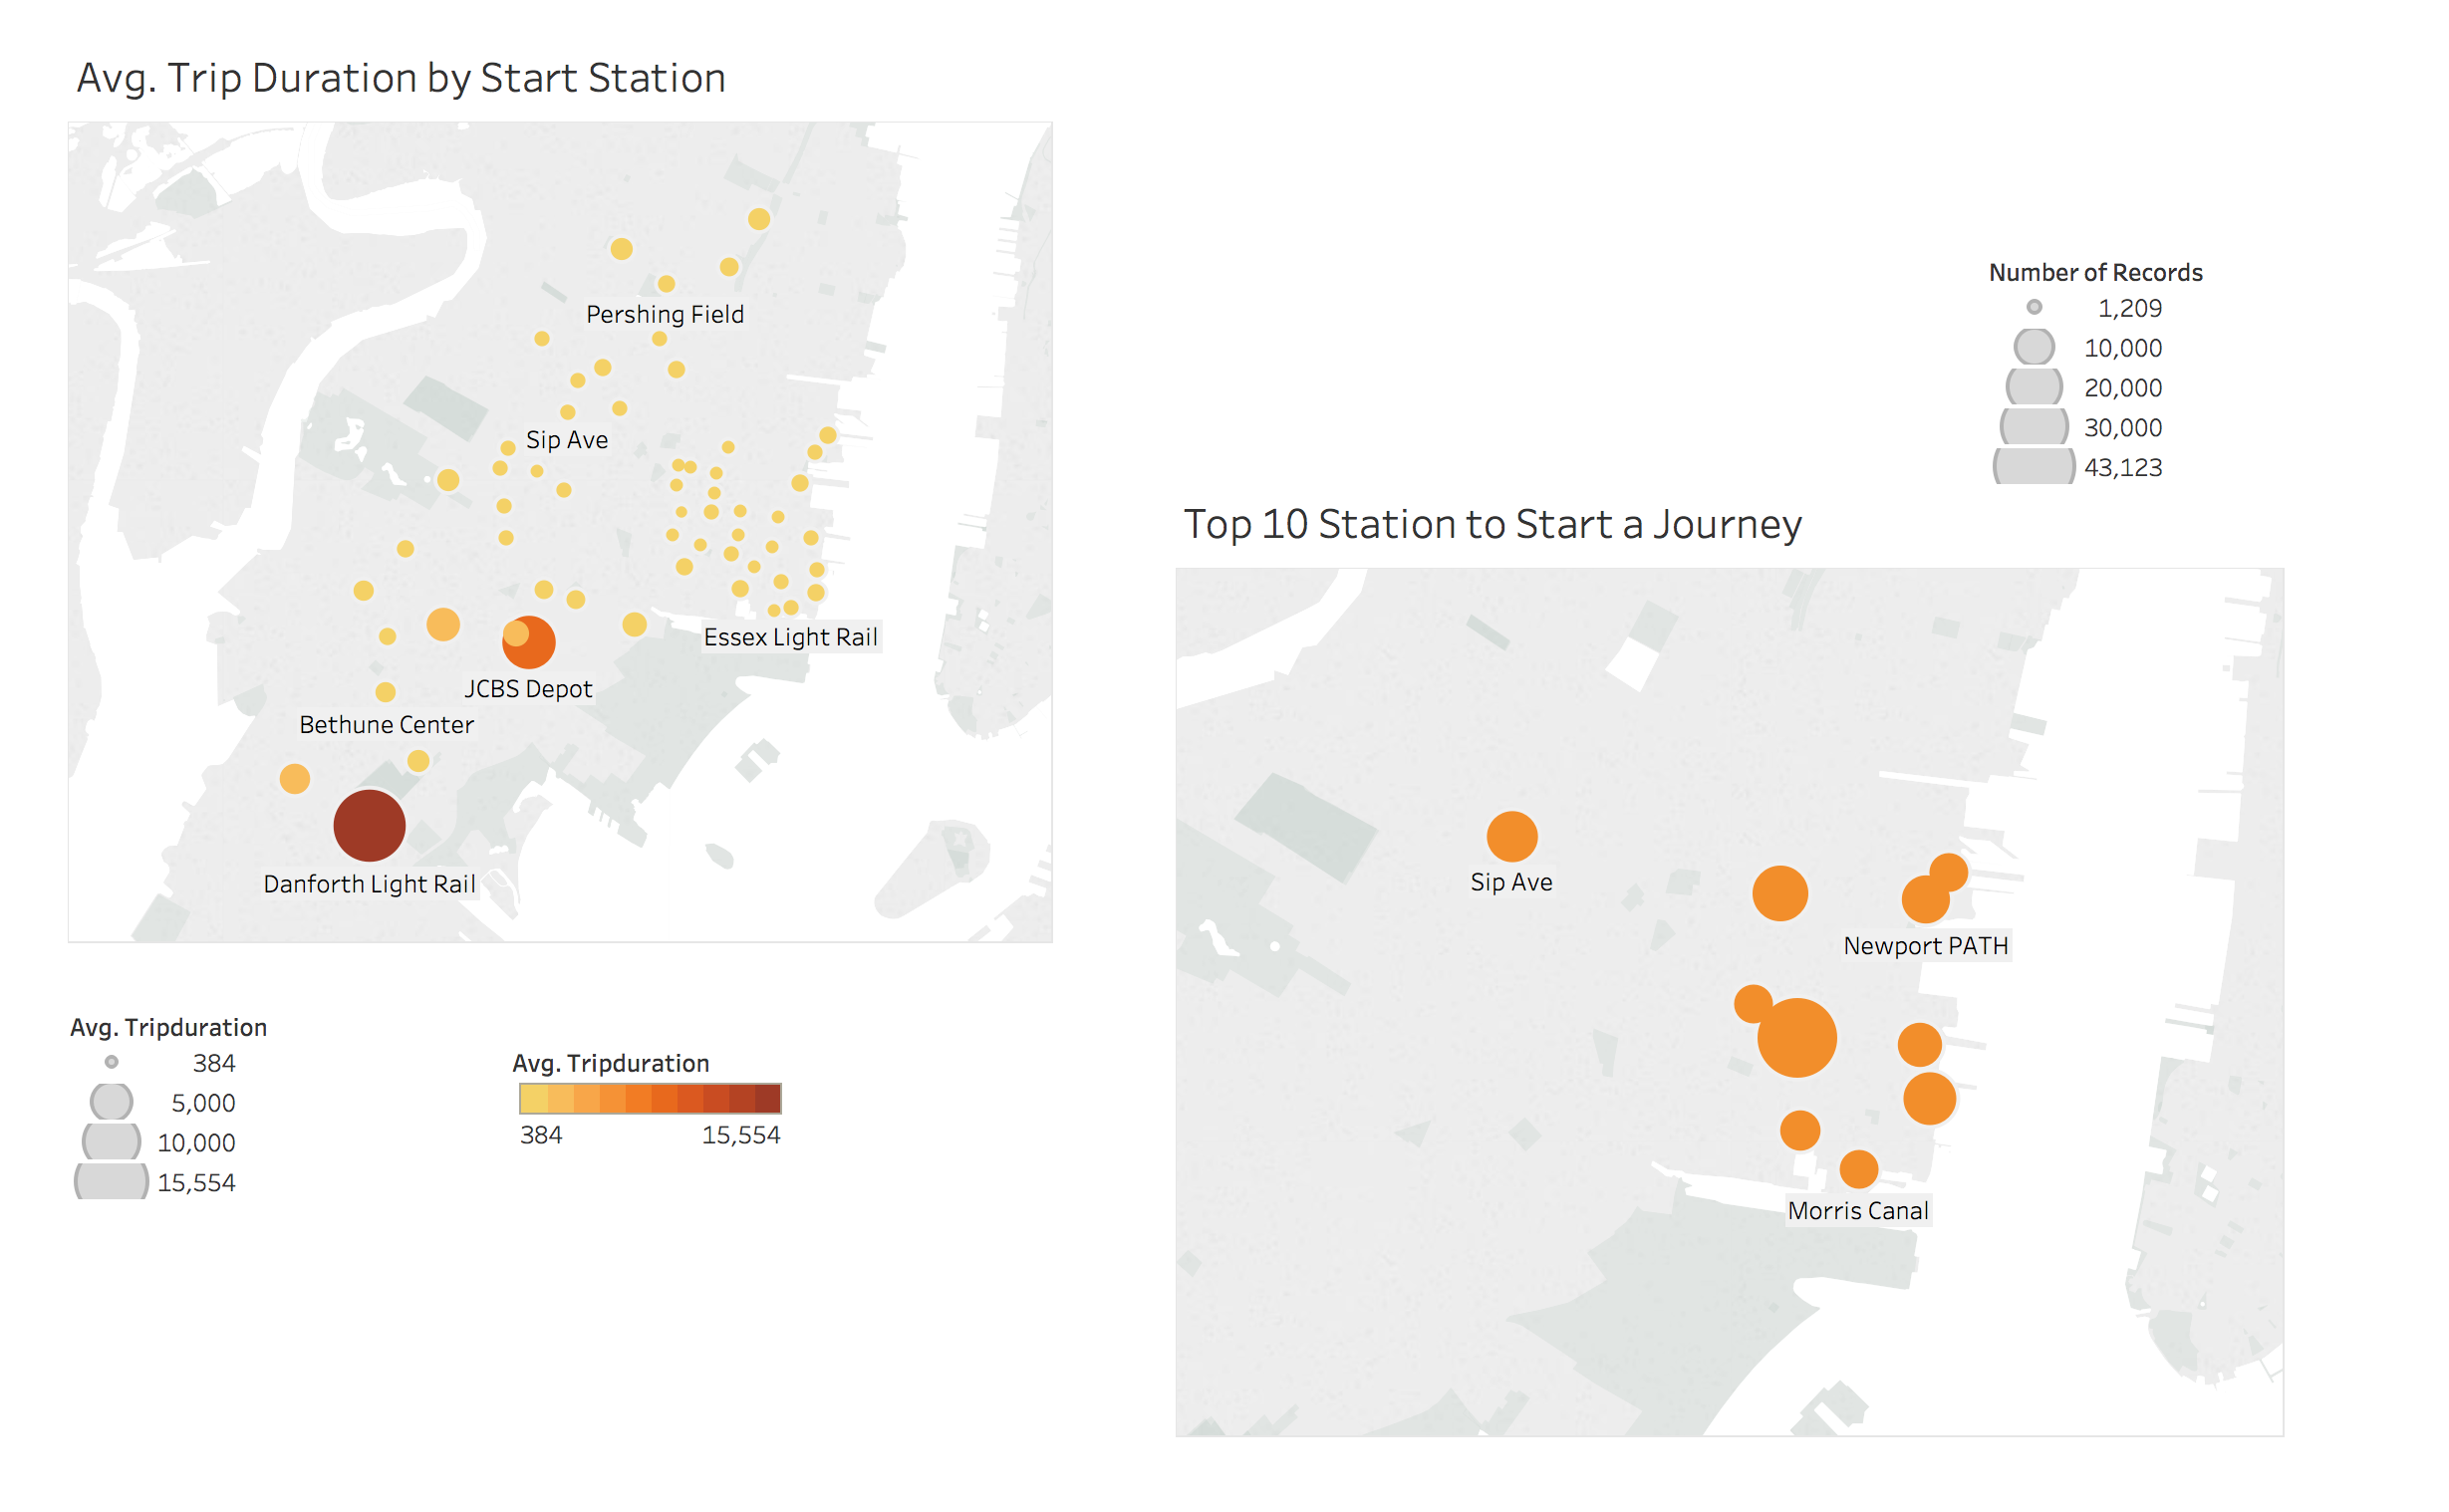 Avg. Trip Duration by Start Station
Pershing Field
Sip Ave
Essex Light Rail
JCBS Depot
Bethune Center
Danforth Light Rail
Avg. Tripduration
384
5,000
10,000
15,554
Avg. Tripduration
384 15,554
Number of Records
1,209
10,000
20,000
30,000
43,123
Top 10 Station to Start a Journey
Sip Ave
Newport PATH
Morris Canal